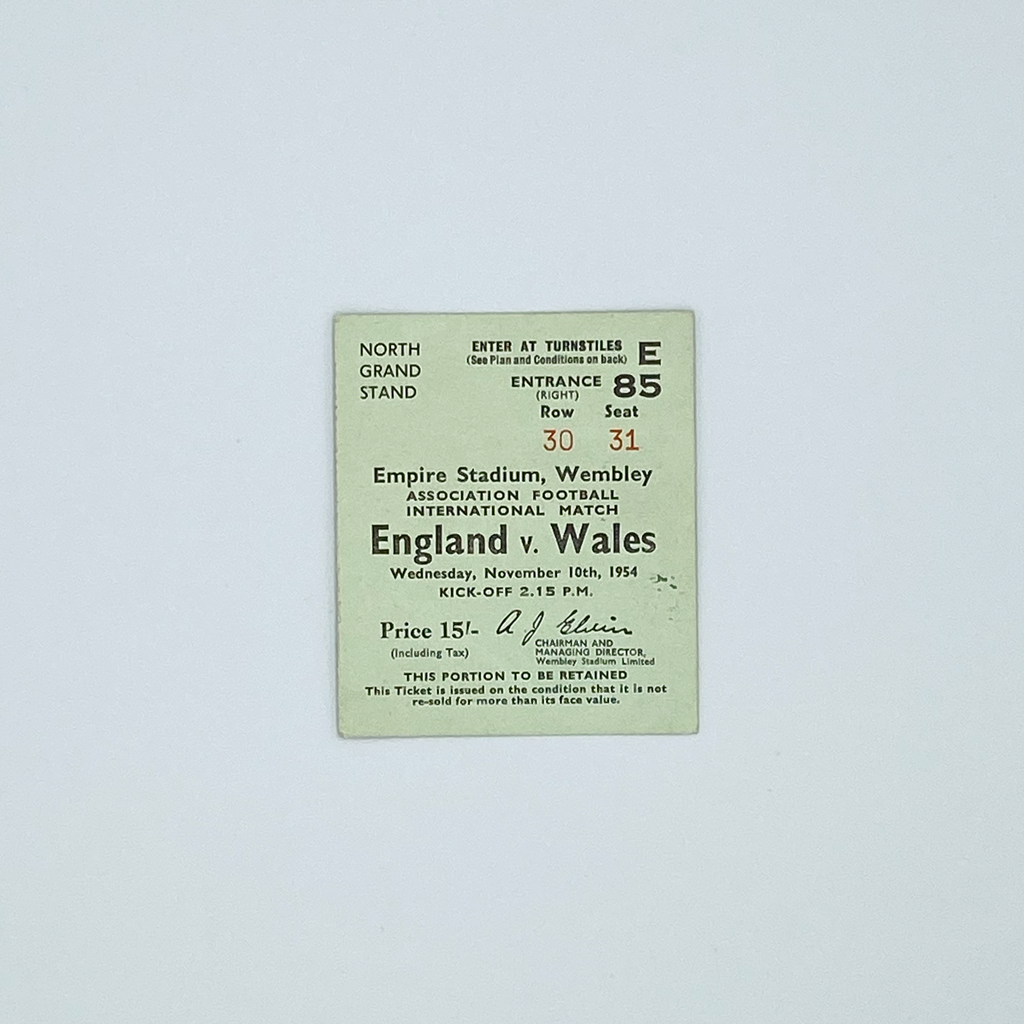 NORTH
GRAND
STAND
ENTER AT TURNSTILES E
(See Plan and Conditions on back)
ENTRANCE 85
(RIGHT)
Row Seat
30 31
Empire Stadium, Wembley
ASSOCIATION FOOTBALL
INTERNATIONAL MATCH
England v. Wales
Wednesday, November 10th, 1954
KICK-OFF 2.15 P.M.
Price 15/- A J Elvin
(Including Tax)
CHAIRMAN AND
MANAGING DIRECTOR,
Wembley Stadium Limited
THIS PORTION TO BE RETAINED
This Ticket is issued on the condition that it is not
re-sold for more than its face value.